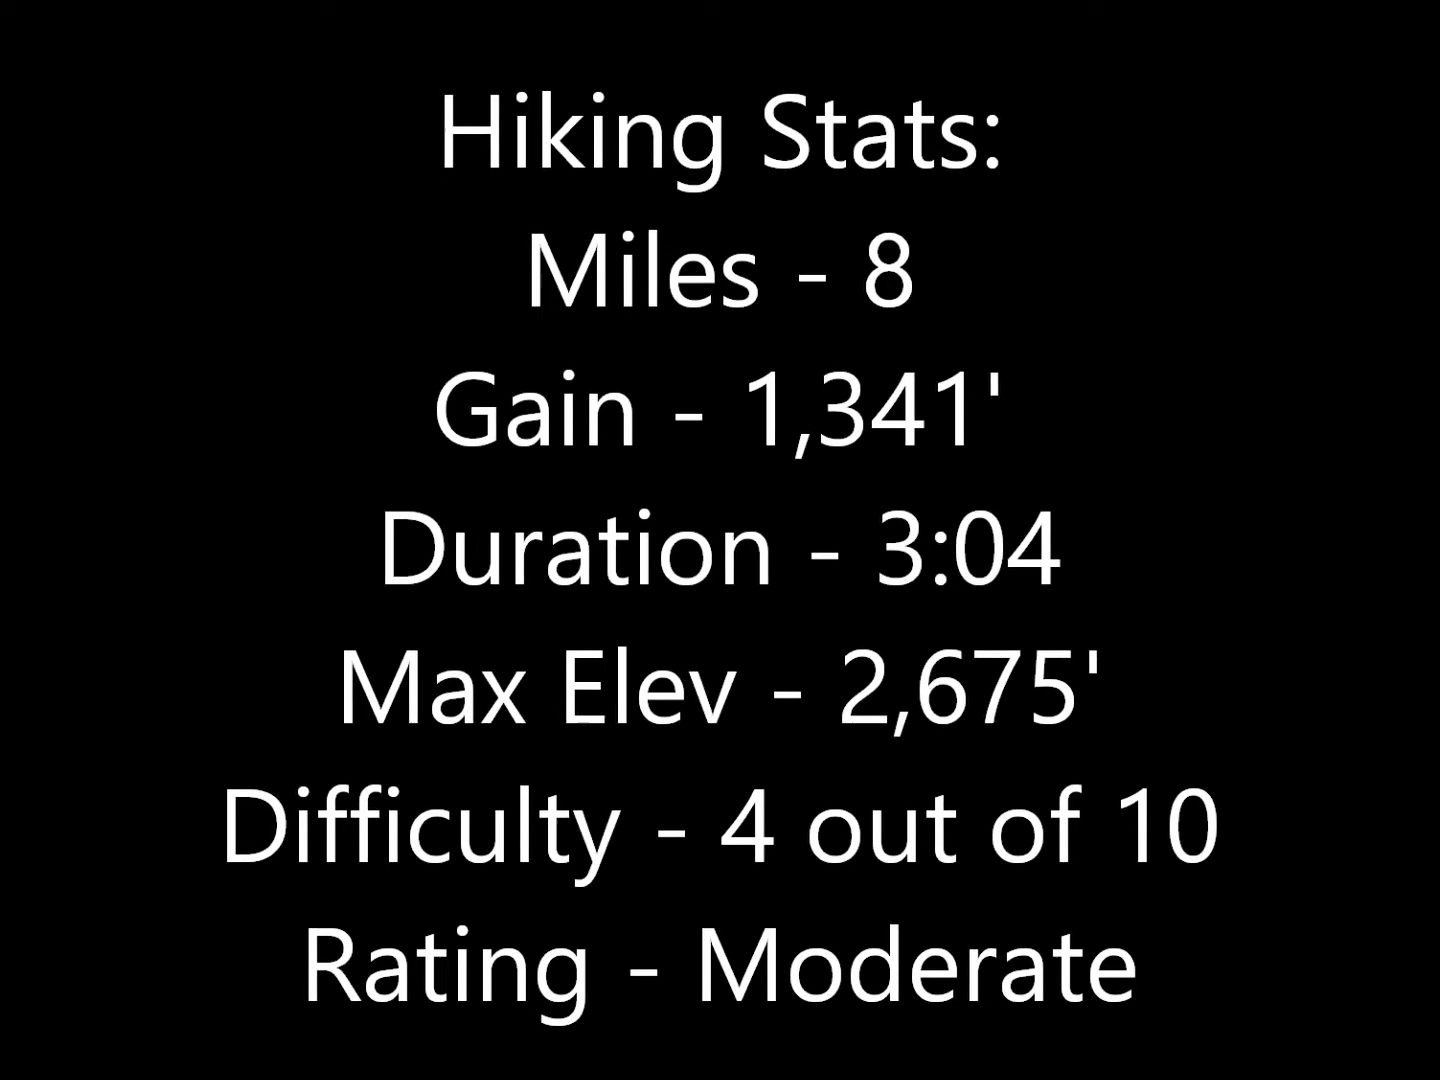 Hiking Stats:
Miles - 8
Gain - 1,341'
Duration - 3:04
Max Elev - 2,675'
Difficulty - 4 out of 10
Rating - Moderate